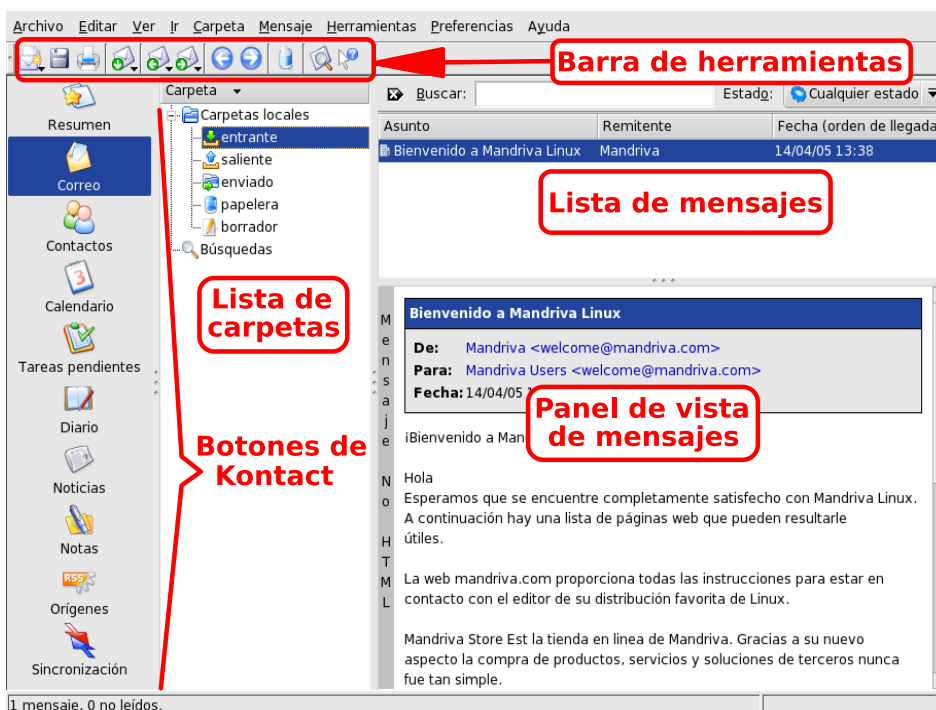 Archivo Editar Ver Ir Carpeta Mensaje Herramientas Preferencias Ayuda
Barra de herramientas
Resumen
Correo
Contactos
3
Calendario
Tareas pendientes
Diario
Noticias
Notas
RSS
Orígenes
Sincronización
Carpeta
Carpetas locales
entrante
saliente
enviado
papelera
borrador
Búsquedas
Lista de
carpetas
Botones de
Kontact
Buscar: Estado: Cualquier estado
Asunto Remitente Fecha (orden de llegada
Bienvenido a Mandriva Linux Mandriva 14/04/05 13:38
Lista de mensajes
Mensaje No HTML
Bienvenido a Mandriva Linux
De: Mandriva <welcome@mandriva.com>
Para: Mandriva Users <welcome@mandriva.com>
Fecha: 14/04/05
Panel de vista
de mensajes
¡Bienvenido a
Hola
Esperamos que se encuentre completamente satisfecho con Mandriva Linux.
A continuación hay una lista de páginas web que pueden resultarle
útiles.
La web mandriva.com proporciona todas las instrucciones para estar en
contacto con el editor de su distribución favorita de Linux.
Mandriva Store Est la tienda en linea de Mandriva. Gracias a su nuevo
aspecto la compra de productos, servicios y soluciones de terceros nunca
fue tan simple.
1 mensaje, 0 no leídos.